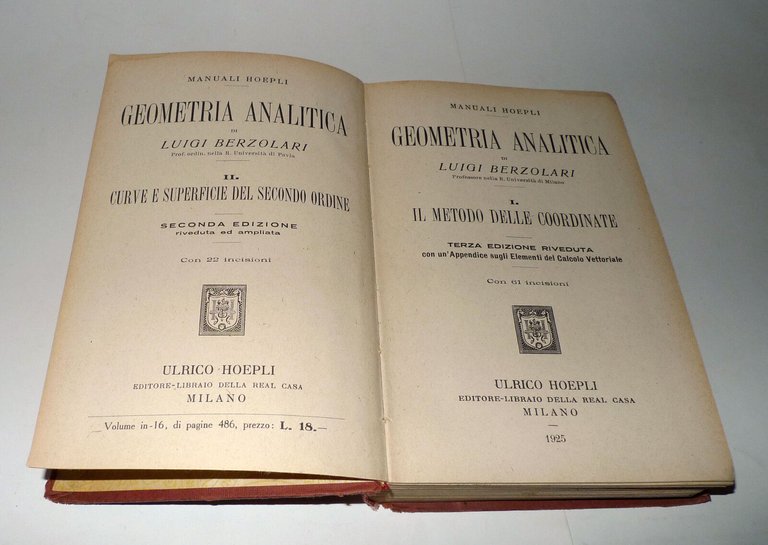 MANUALI HOEPLI
GEOMETRIA ANALITICA
DI
LUIGI BERZOLARI
Prof. ordin. nella R. Università di Pavia
II.
CURVE E SUPERFICIE DEL SECONDO ORDINE
SECONDA EDIZIONE
riveduta ed ampliata
Con 22 incisioni
ULRICO HOEPLI
EDITORE-LIBRAIO DELLA REAL CASA
MILANO
Volume in-16, di pagine 486, prezzo: L. 18.—
MANUALI HOEPLI
GEOMETRIA ANALITICA
DI
LUIGI BERZOLARI
Professore nella R. Università di Milano
I.
IL METODO DELLE COORDINATE
TERZA EDIZIONE RIVEDUTA
con un'Appendice sugli Elementi del Calcolo Vettoriale
Con 61 incisioni
ULRICO HOEPLI
EDITORE-LIBRAIO DELLA REAL CASA
MILANO
1925